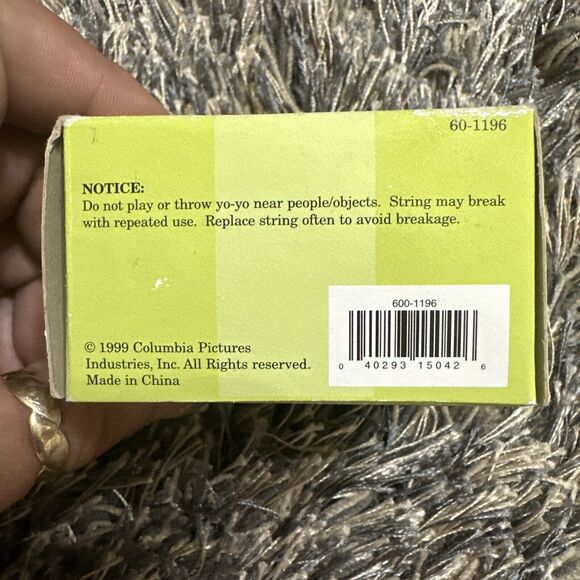 60-1196
NOTICE:
Do not play or throw yo-yo near people/objects. String may break
with repeated use. Replace string often to avoid breakage.
600-1196
0 40293 15042 6
© 1999 Columbia Pictures
Industries, Inc. All Rights reserved.
Made in China